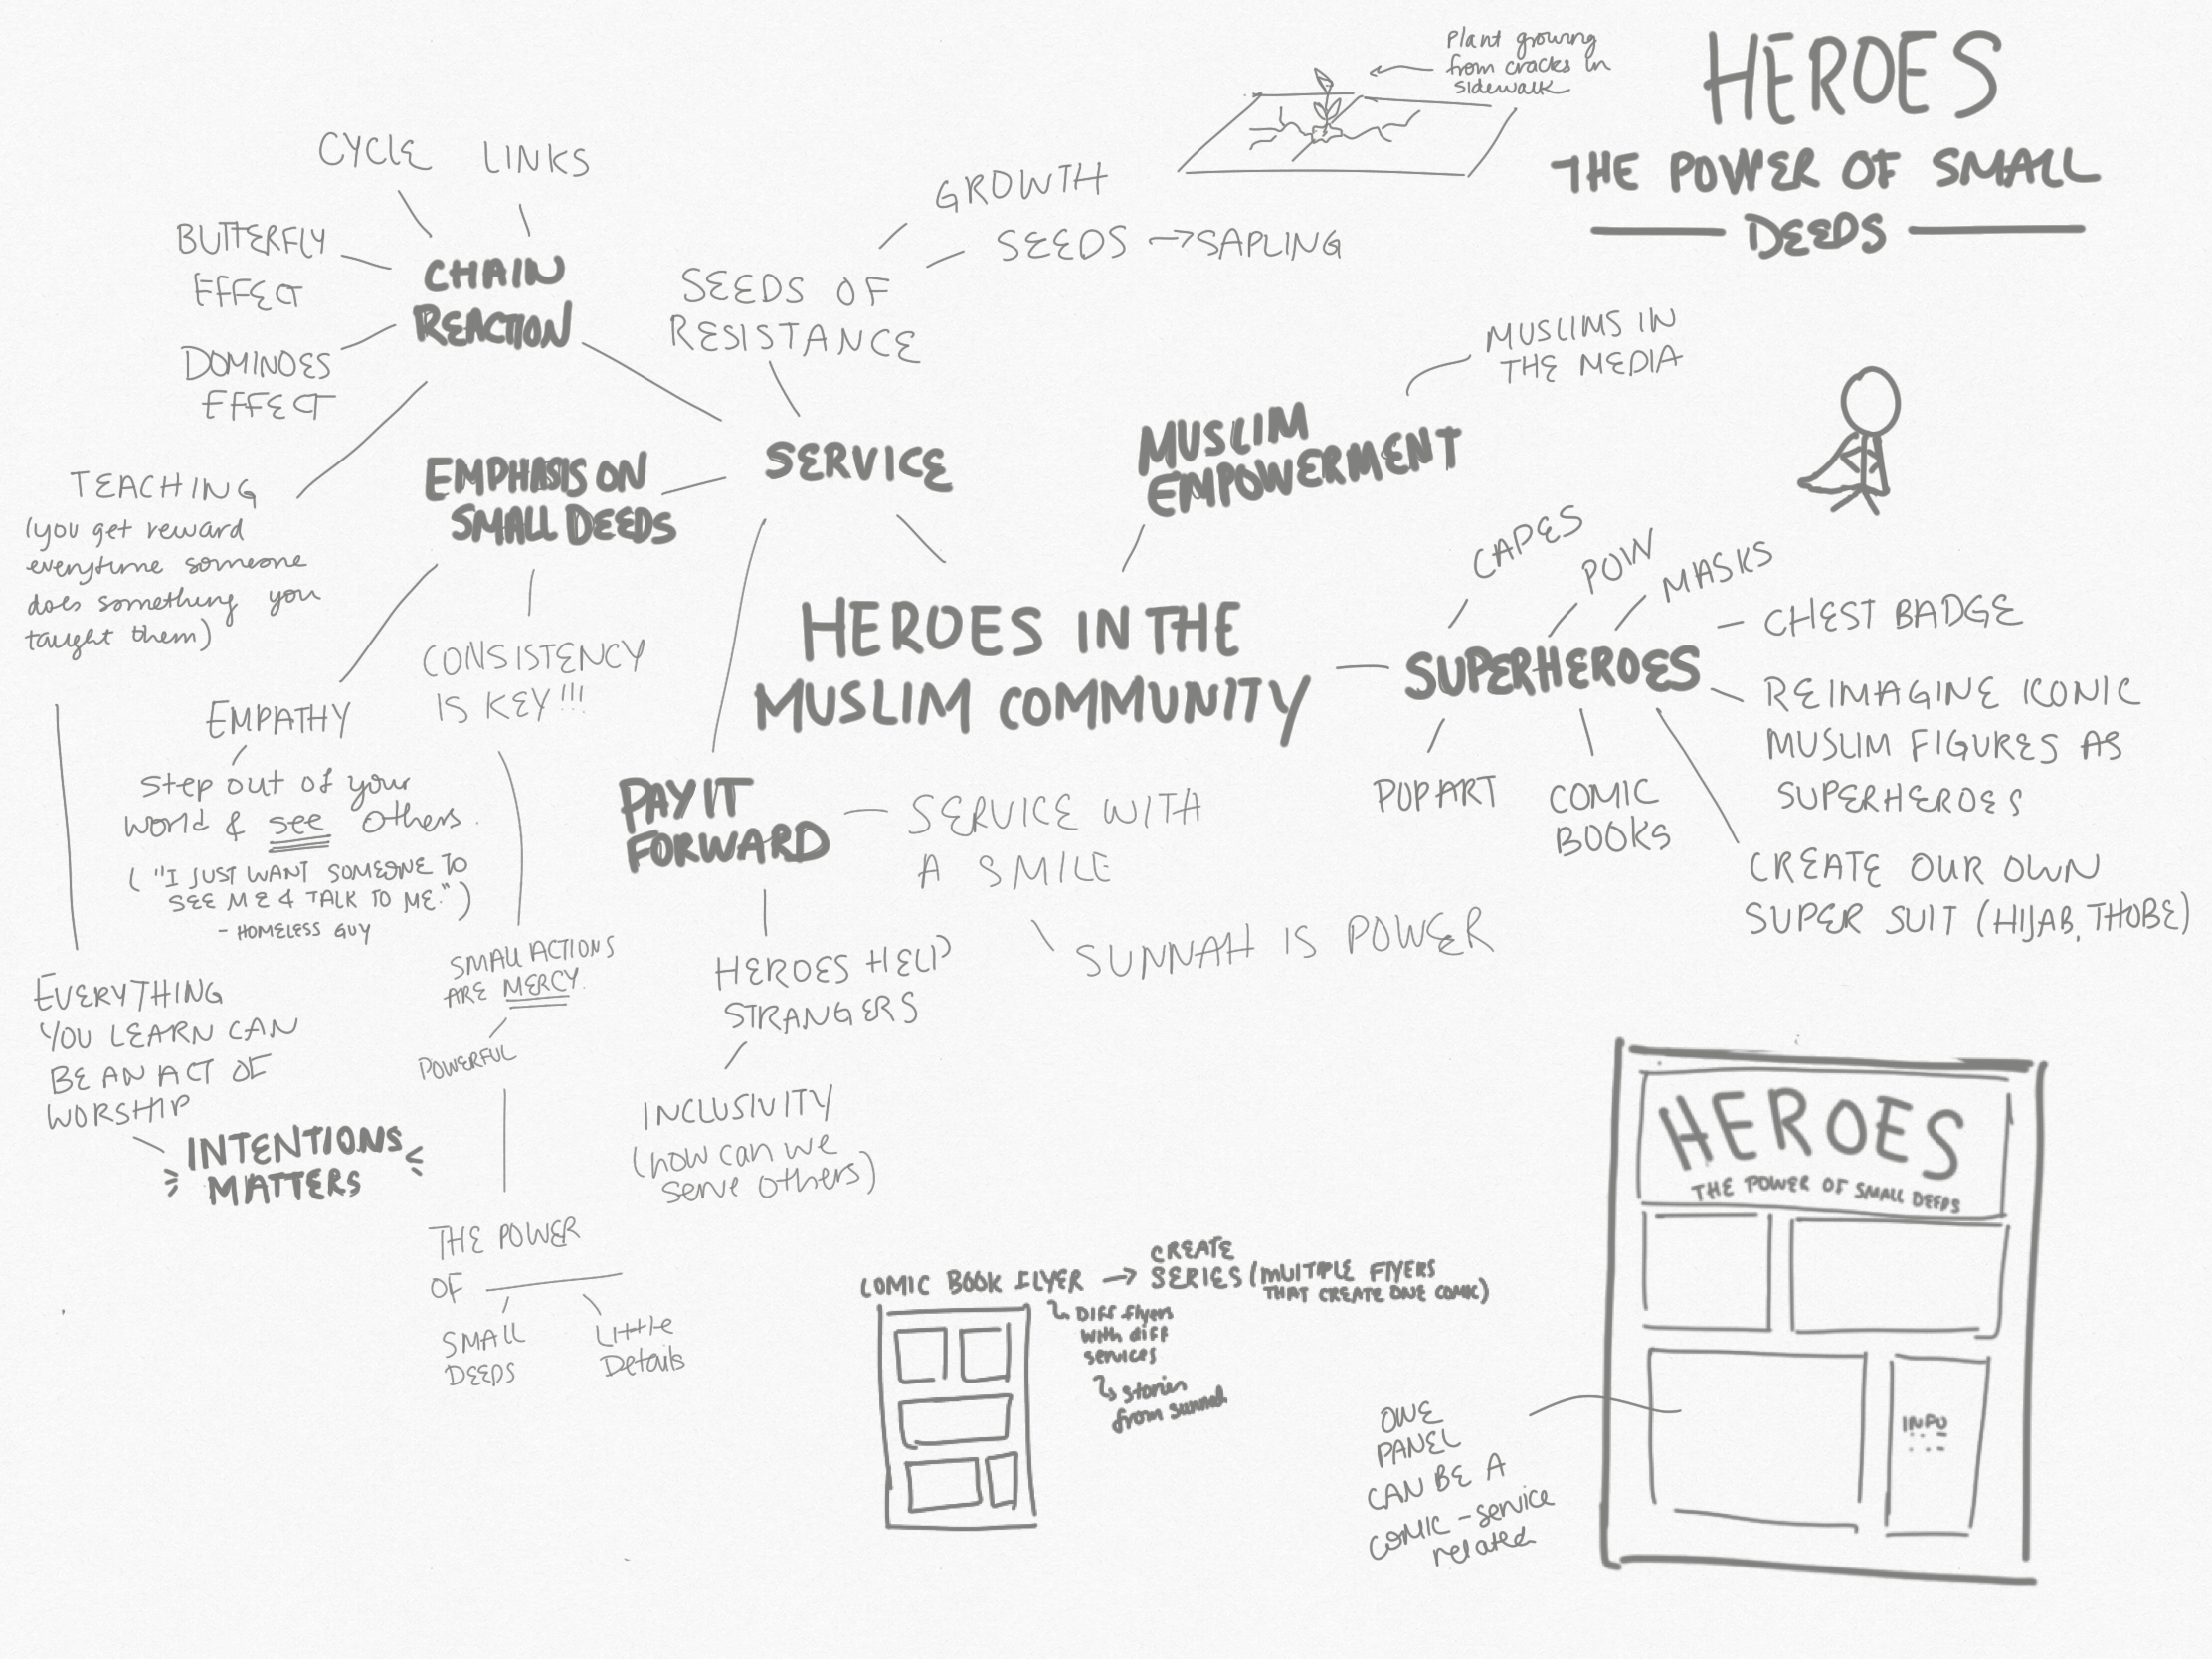 HEROES
THE POWER OF SMALL
DEEDS
Plant growing
from cracks in
sidewalk
CYCLE
LINKS
BUTTERFLY
EFFECT
DOMINOES
EFFECT
CHAIN
REACTION
GROWTH
SEEDS → SAPLING
SEEDS OF
RESISTANCE
MUSLIMS IN
THE MEDIA
MUSLIM
EMPOWERMENT
SERVICE
EMPHASIS ON
SMALL DEEDS
TEACHING
(you get reward
everytime someone
does something you
taught them)
CONSISTENCY
IS KEY!!!
EMPATHY
Step out of your
world & see others.
("I JUST WANT SOMEONE TO
SEE ME & TALK TO ME.")
- HOMELESS GUY
HEROES IN THE
MUSLIM COMMUNITY
CAPES
POW
MASKS
SUPERHEROES
CHEST BADGE
REIMAGINE ICONIC
MUSLIM FIGURES AS
SUPERHEROES
POP ART
COMIC
BOOKS
CREATE OUR OWN
SUPER SUIT (HIJAB, THOBE)
PAY IT
FORWARD
SERVICE WITH
A SMILE
SUNNAH IS POWER
HEROES HELP
STRANGERS
INCLUSIVITY
(how can we
serve others)
SMALL ACTIONS
ARE MERCY.
POWERFUL
THE POWER
OF
SMALL
DEEDS
Little
Details
EVERYTHING
YOU LEARN CAN
BE AN ACT OF
WORSHIP
INTENTIONS
MATTERS
COMIC BOOK FLYER → CREATE
SERIES (MULTIPLE FLYERS
THAT CREATE ONE COMIC)
DIFF flyers
with diff
services
stories
from sunnah
HEROES
THE POWER OF SMALL DEEDS
INFO
ONE
PANEL
CAN BE A
COMIC - service
related